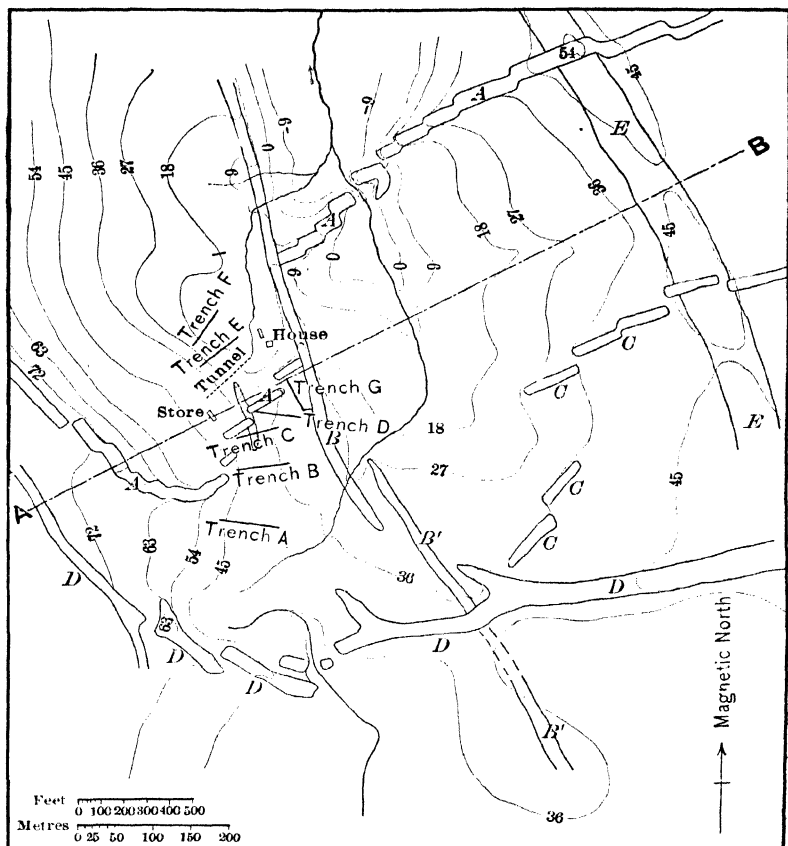 54
45
A
-9
0
-9
E
54
45
36
27
18
9
B
36
27
18
45
A
9
0
0
9
Trench F
Trench E
Tunnel
House
63
72
Store
A
Trench G
Trench D
B
Trench C
Trench B
Trench A
C
C
18
27
E
45
C
C
A
A
72
63
54
45
D
B'
36
D
63
D
D
D
B'
36
Magnetic North
Feet
0 100 200 300 400 500
Metres
0 25 50 100 150 200